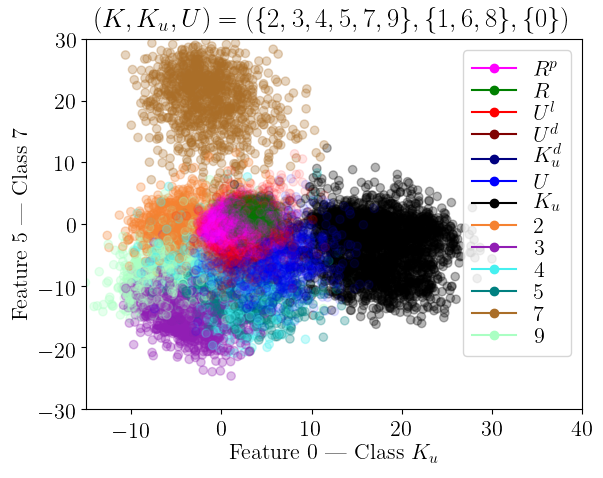 (K, K_u, U) = ({2, 3, 4, 5, 7, 9}, {1, 6, 8}, {0})
30
20
10
0
−10
−20
−30
Feature 5 — Class 7
−10
0
10
20
30
40
Feature 0 — Class K_u
R^p
R
U^l
U^d
K_u^d
U
K_u
2
3
4
5
7
9